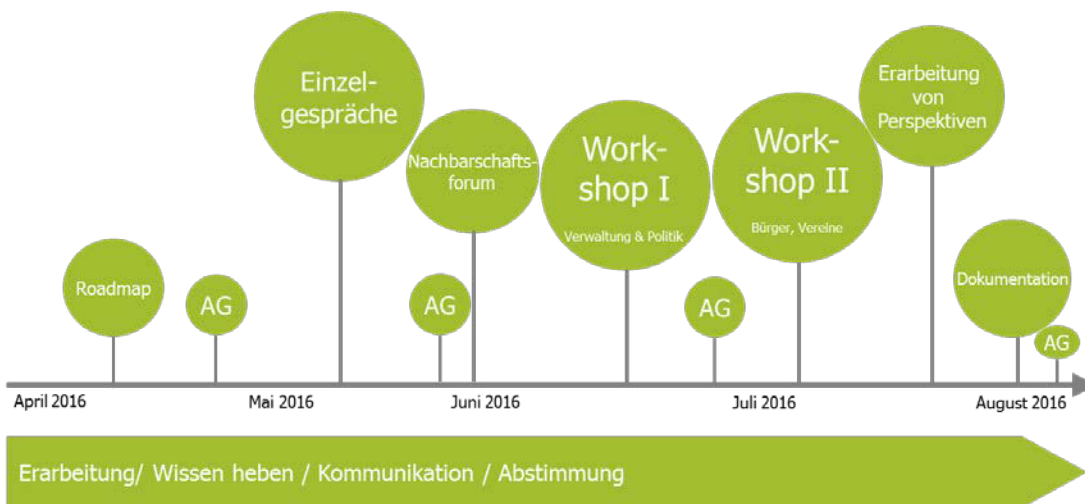 Einzel-
gespräche
Nachbarschafts-
forum
Work-
shop I
Verwaltung & Politik
Work-
shop II
Bürger, Vereine
Erarbeitung
von
Perspektiven
Roadmap
AG
AG
AG
Dokumentation
AG
April 2016
Mai 2016
Juni 2016
Juli 2016
August 2016
Erarbeitung/ Wissen heben / Kommunikation / Abstimmung